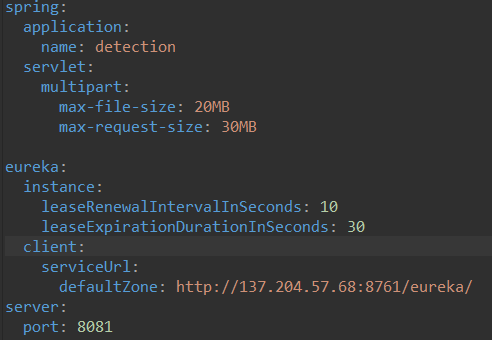 spring:
  application:
    name: detection
  servlet:
    multipart:
      max-file-size: 20MB
      max-request-size: 30MB

eureka:
  instance:
    leaseRenewalIntervalInSeconds: 10
    leaseExpirationDurationInSeconds: 30
  client:
    serviceUrl:
      defaultZone: http://137.204.57.68:8761/eureka/
server:
  port: 8081